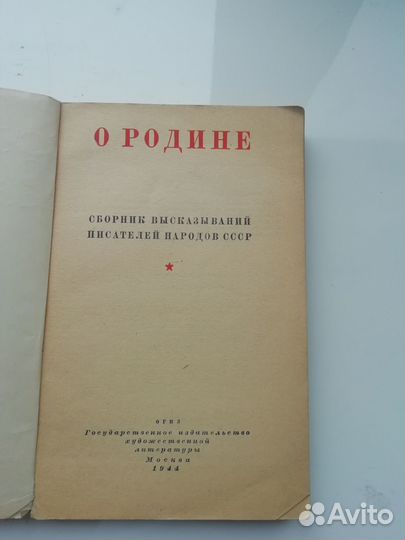 О РОДИНЕ
СБОРНИК ВЫСКАЗЫВАНИЙ
ПИСАТЕЛЕЙ НАРОДОВ СССР
ОГИЗ
Государственное издательство
художественной
литературы
Москва
1944
Avito